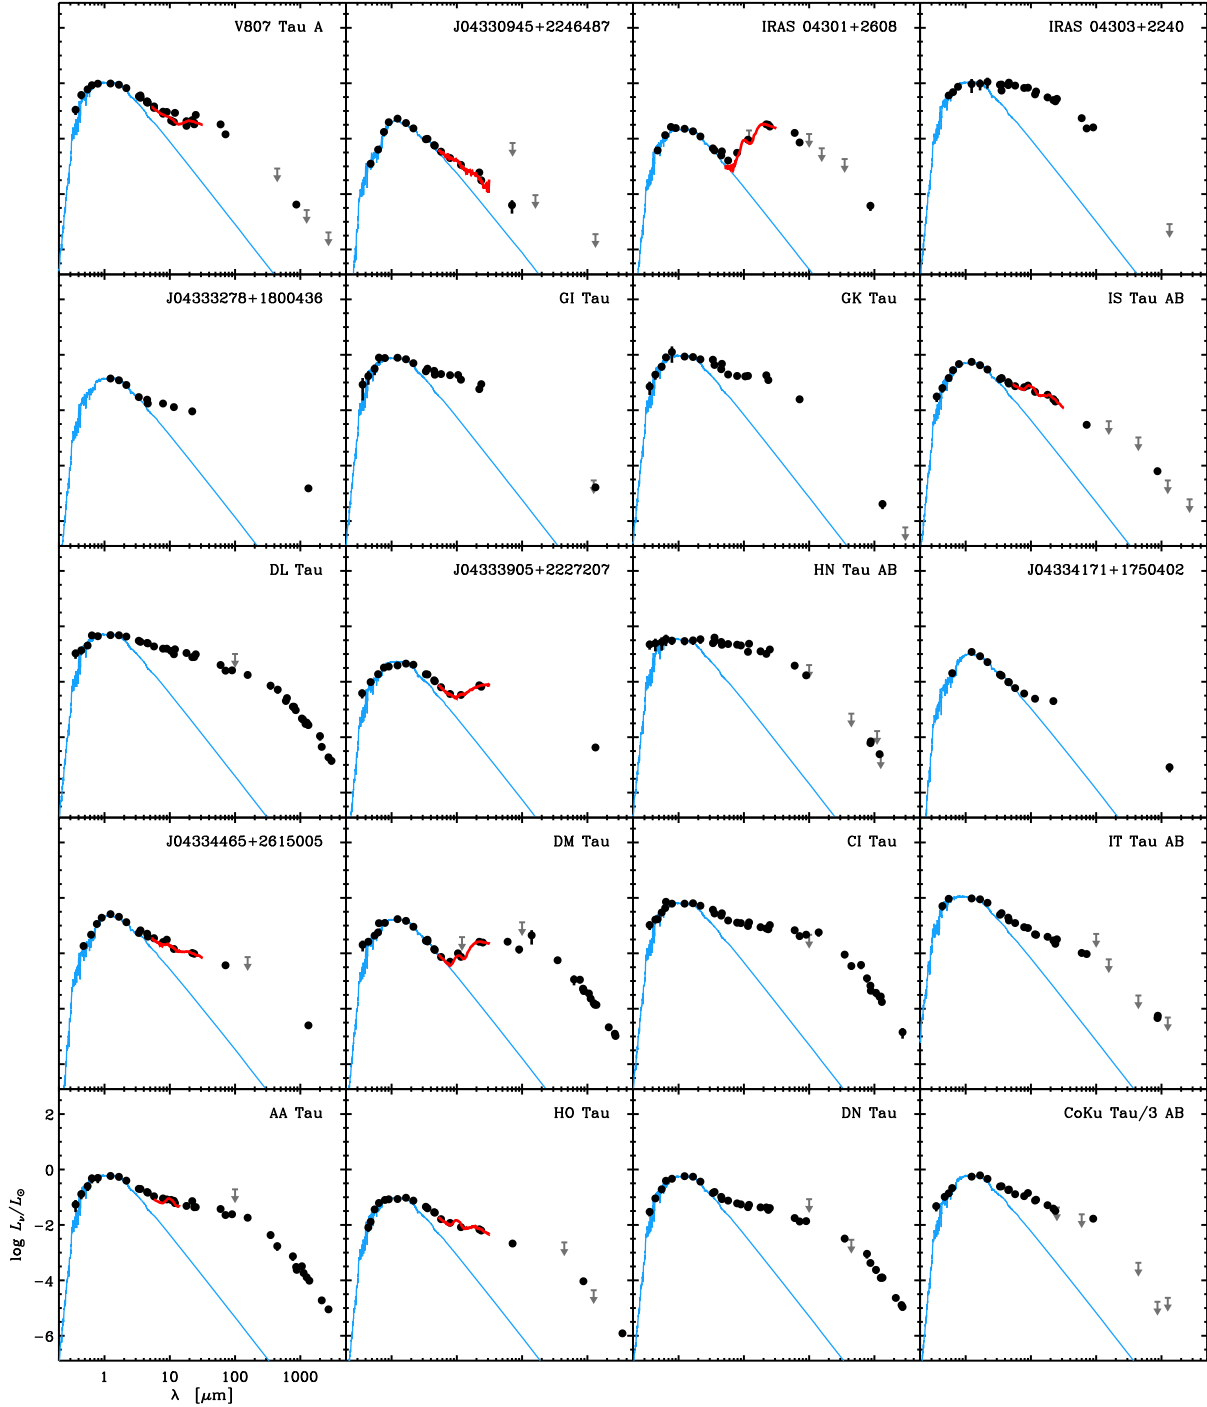 V807 Tau A
J04330945+2246487
IRAS 04301+2608
IRAS 04303+2240
J04333278+1800436
GI Tau
GK Tau
IS Tau AB
DL Tau
J04333905+2227207
HN Tau AB
J04334171+1750402
J04334465+2615005
DM Tau
CI Tau
IT Tau AB
AA Tau
HO Tau
DN Tau
CoKu Tau/3 AB
2
0
−2
−4
−6
log Lν/L⊙
1 10 100 1000
λ [μm]